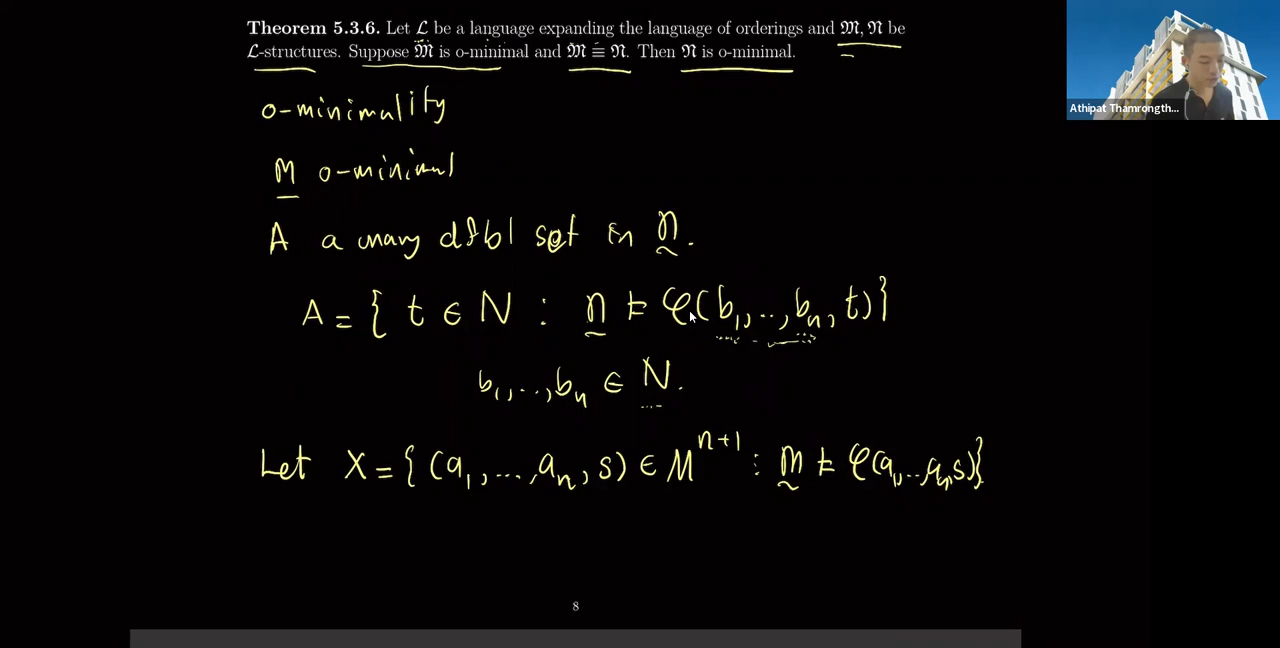 Theorem 5.3.6. Let ℒ be a language expanding the language of orderings and 𝔐, 𝔑 be
ℒ-structures. Suppose 𝔐 is o-minimal and 𝔐 ≡ 𝔑. Then 𝔑 is o-minimal.
Athipat Thamrongth...
o-minimality
M o-minimal
A a unary dfbl set in 𝔑.
A = { t ∈ N : 𝔑 ⊨ φ(b₁,..,bₙ, t)}
b₁,..,bₙ ∈ N.
Let X = { (a₁,...,aₙ, s) ∈ Mⁿ⁺¹ : 𝔐 ⊨ φ(a₁,..,aₙ,s)}
8